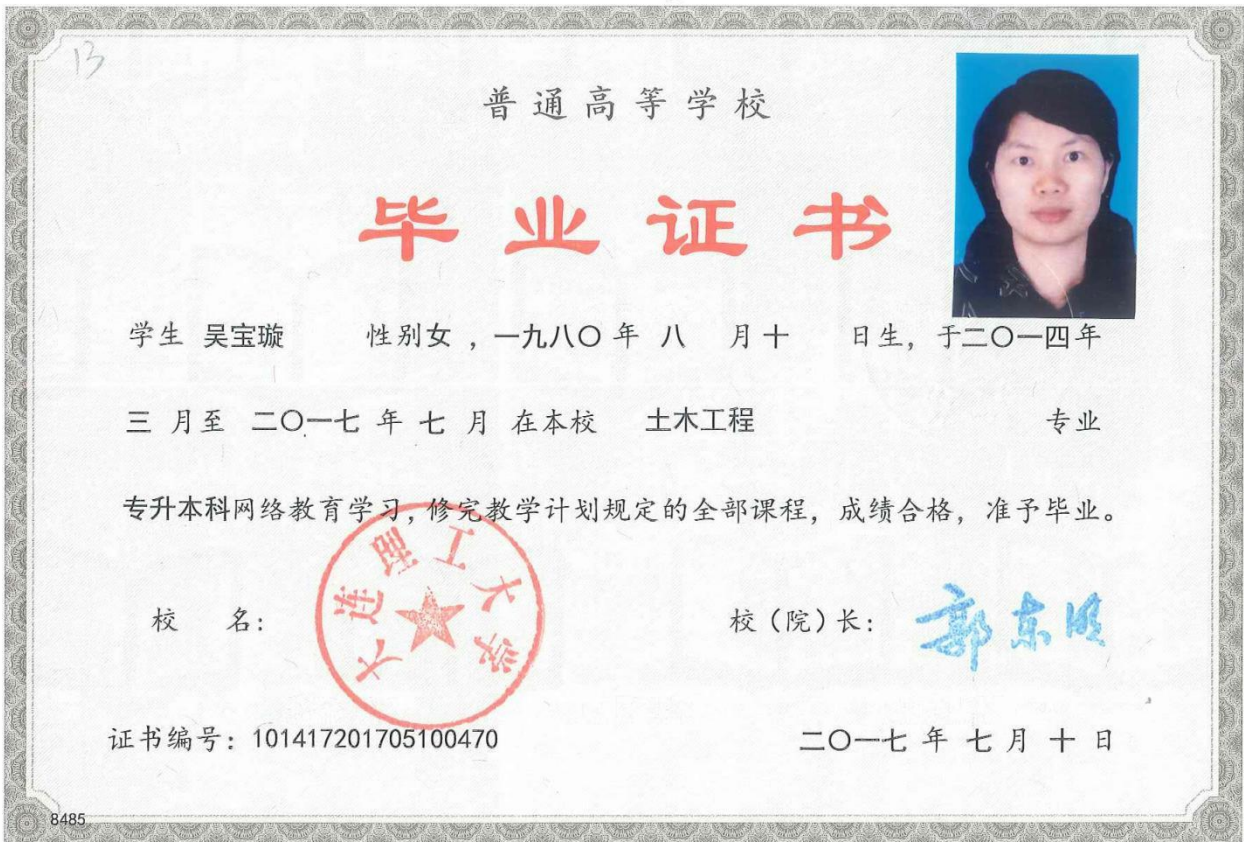 13
普通高等学校
毕业证书
学生 吴宝璇 性别女，一九八〇年 八 月十 日生，于二〇一四年
三 月至 二〇一七 年 七 月 在本校 土木工程 专业
专升本科网络教育学习，修完教学计划规定的全部课程，成绩合格，准予毕业。
大连理工大学
校 名： 校（院）长： 郭东明
证书编号：101417201705100470 二〇一七 年 七 月 十 日
8485